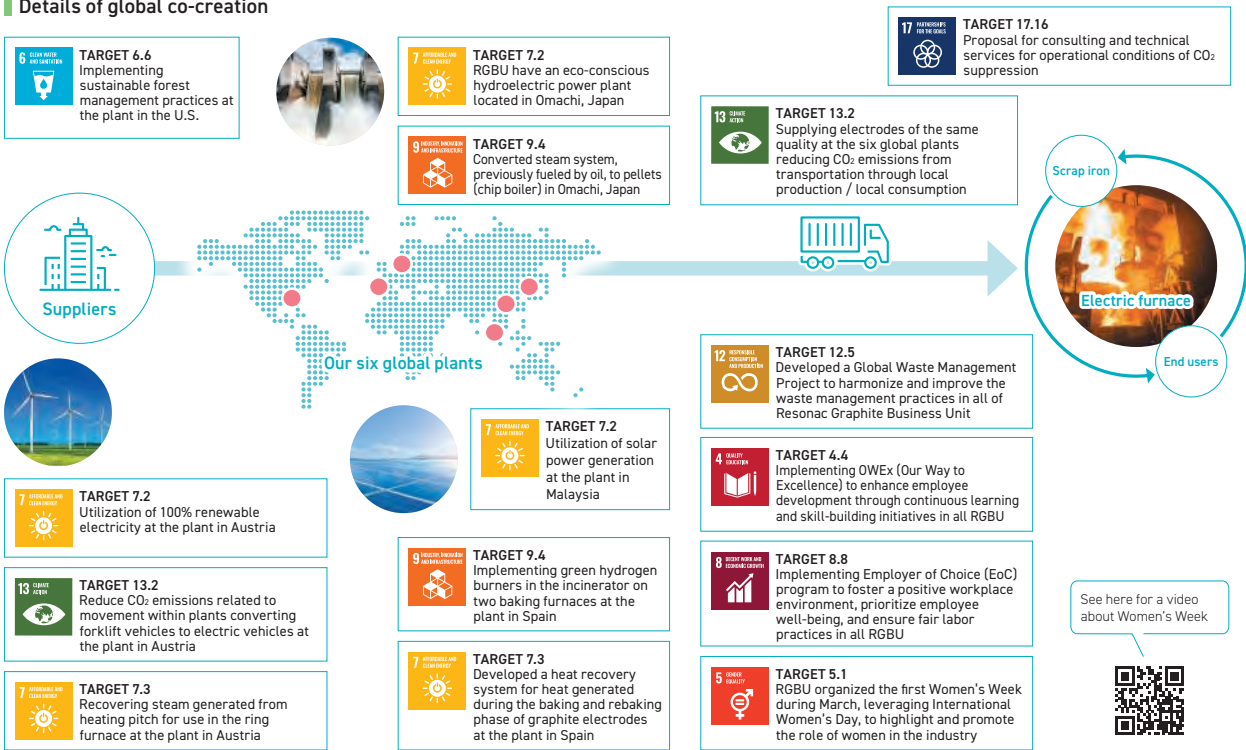 Details of global co-creation
6 CLEAN WATER
AND SANITATION
TARGET 6.6
Implementing
sustainable forest
management practices at
the plant in the U.S.
7 AFFORDABLE AND
CLEAN ENERGY
TARGET 7.2
RGBU have an eco-conscious
hydroelectric power plant
located in Omachi, Japan
9 INDUSTRY, INNOVATION
AND INFRASTRUCTURE
TARGET 9.4
Converted steam system,
previously fueled by oil, to pellets
(chip boiler) in Omachi, Japan
17 PARTNERSHIPS
FOR THE GOALS
TARGET 17.16
Proposal for consulting and technical
services for operational conditions of CO₂
suppression
13 CLIMATE
ACTION
TARGET 13.2
Supplying electrodes of the same
quality at the six global plants
reducing CO₂ emissions from
transportation through local
production / local consumption
Suppliers
Our six global plants
Scrap iron
Electric furnace
End users
7 AFFORDABLE AND
CLEAN ENERGY
TARGET 7.2
Utilization of 100% renewable
electricity at the plant in Austria
13 CLIMATE
ACTION
TARGET 13.2
Reduce CO₂ emissions related to
movement within plants converting
forklift vehicles to electric vehicles at
the plant in Austria
7 AFFORDABLE AND
CLEAN ENERGY
TARGET 7.3
Recovering steam generated from
heating pitch for use in the ring
furnace at the plant in Austria
7 AFFORDABLE AND
CLEAN ENERGY
TARGET 7.2
Utilization of solar
power generation
at the plant in
Malaysia
9 INDUSTRY, INNOVATION
AND INFRASTRUCTURE
TARGET 9.4
Implementing green hydrogen
burners in the incinerator on
two baking furnaces at the
plant in Spain
7 AFFORDABLE AND
CLEAN ENERGY
TARGET 7.3
Developed a heat recovery
system for heat generated
during the baking and rebaking
phase of graphite electrodes
at the plant in Spain
12 RESPONSIBLE
CONSUMPTION
AND PRODUCTION
TARGET 12.5
Developed a Global Waste Management
Project to harmonize and improve the
waste management practices in all of
Resonac Graphite Business Unit
4 QUALITY
EDUCATION
TARGET 4.4
Implementing OWEx (Our Way to
Excellence) to enhance employee
development through continuous learning
and skill-building initiatives in all RGBU
8 DECENT WORK AND
ECONOMIC GROWTH
TARGET 8.8
Implementing Employer of Choice (EoC)
program to foster a positive workplace
environment, prioritize employee
well-being, and ensure fair labor
practices in all RGBU
5 GENDER
EQUALITY
TARGET 5.1
RGBU organized the first Women's Week
during March, leveraging International
Women's Day, to highlight and promote
the role of women in the industry
See here for a video
about Women's Week